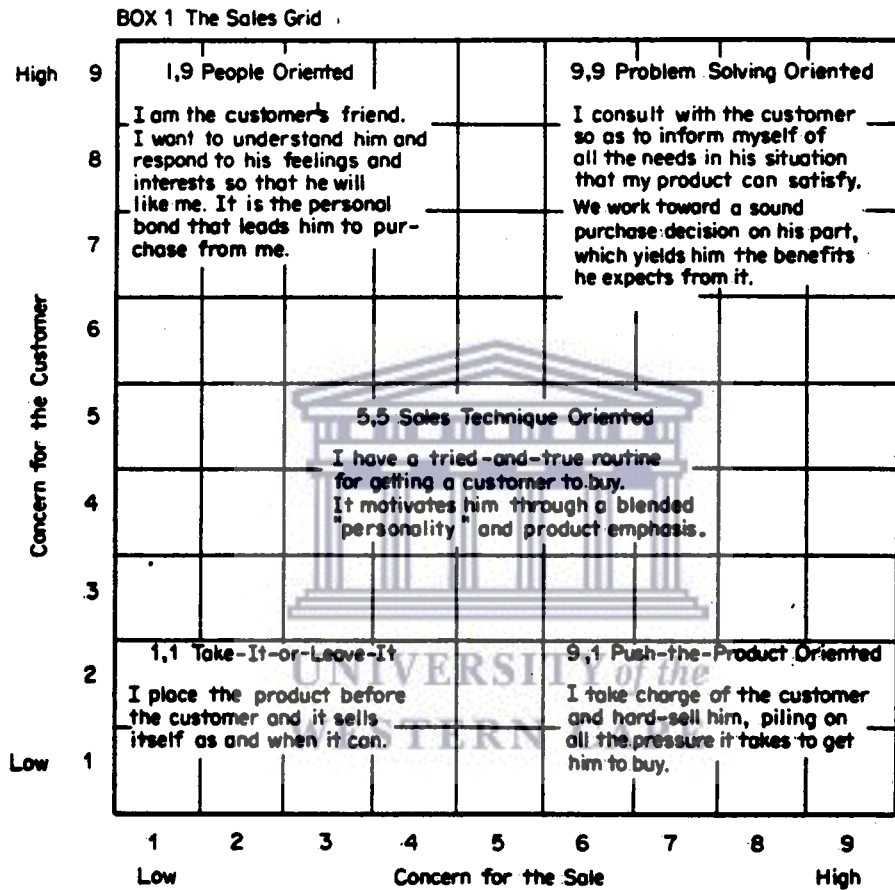 BOX 1 The Sales Grid
High 9
1,9 People Oriented
I am the customer's friend.
I want to understand him and
respond to his feelings and
interests so that he will
like me. It is the personal
bond that leads him to pur-
chase from me.
9,9 Problem Solving Oriented
I consult with the customer
so as to inform myself of
all the needs in his situation
that my product can satisfy.
We work toward a sound
purchase decision on his part,
which yields him the benefits
he expects from it.
8
7
6
5
4
3
2
Low 1
Concern for the Customer
5,5 Sales Technique Oriented
I have a tried-and-true routine
for getting a customer to buy.
It motivates him through a blended
"personality" and product emphasis.
1,1 Take-It-or-Leave-It
I place the product before
the customer and it sells
itself as and when it can.
9,1 Push-the-Product Oriented
I take charge of the customer
and hard-sell him, piling on
all the pressure it takes to get
him to buy.
UNIVERSITY of the
WESTERN CAPE
1 2 3 4 5 6 7 8 9
Low Concern for the Sale High